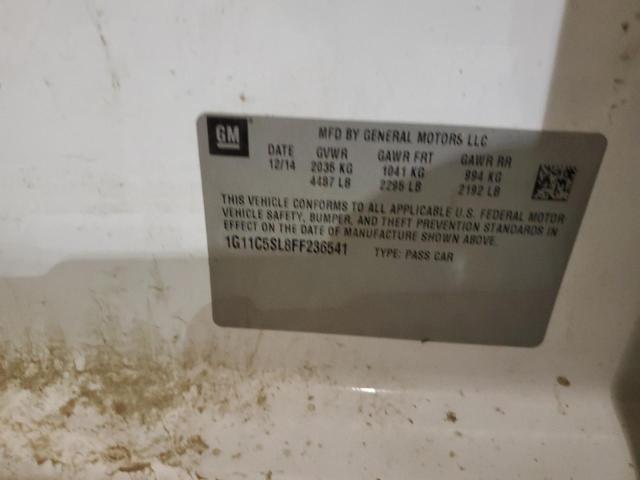 GM
MFD BY GENERAL MOTORS LLC
DATE GVWR GAWR FRT GAWR RR
12/14 2035 KG 1041 KG 994 KG
4487 LB 2295 LB 2192 LB
THIS VEHICLE CONFORMS TO ALL APPLICABLE U.S. FEDERAL MOTOR
VEHICLE SAFETY, BUMPER, AND THEFT PREVENTION STANDARDS IN
EFFECT ON THE DATE OF MANUFACTURE SHOWN ABOVE.
1G11C5SL8FF236541 TYPE: PASS CAR